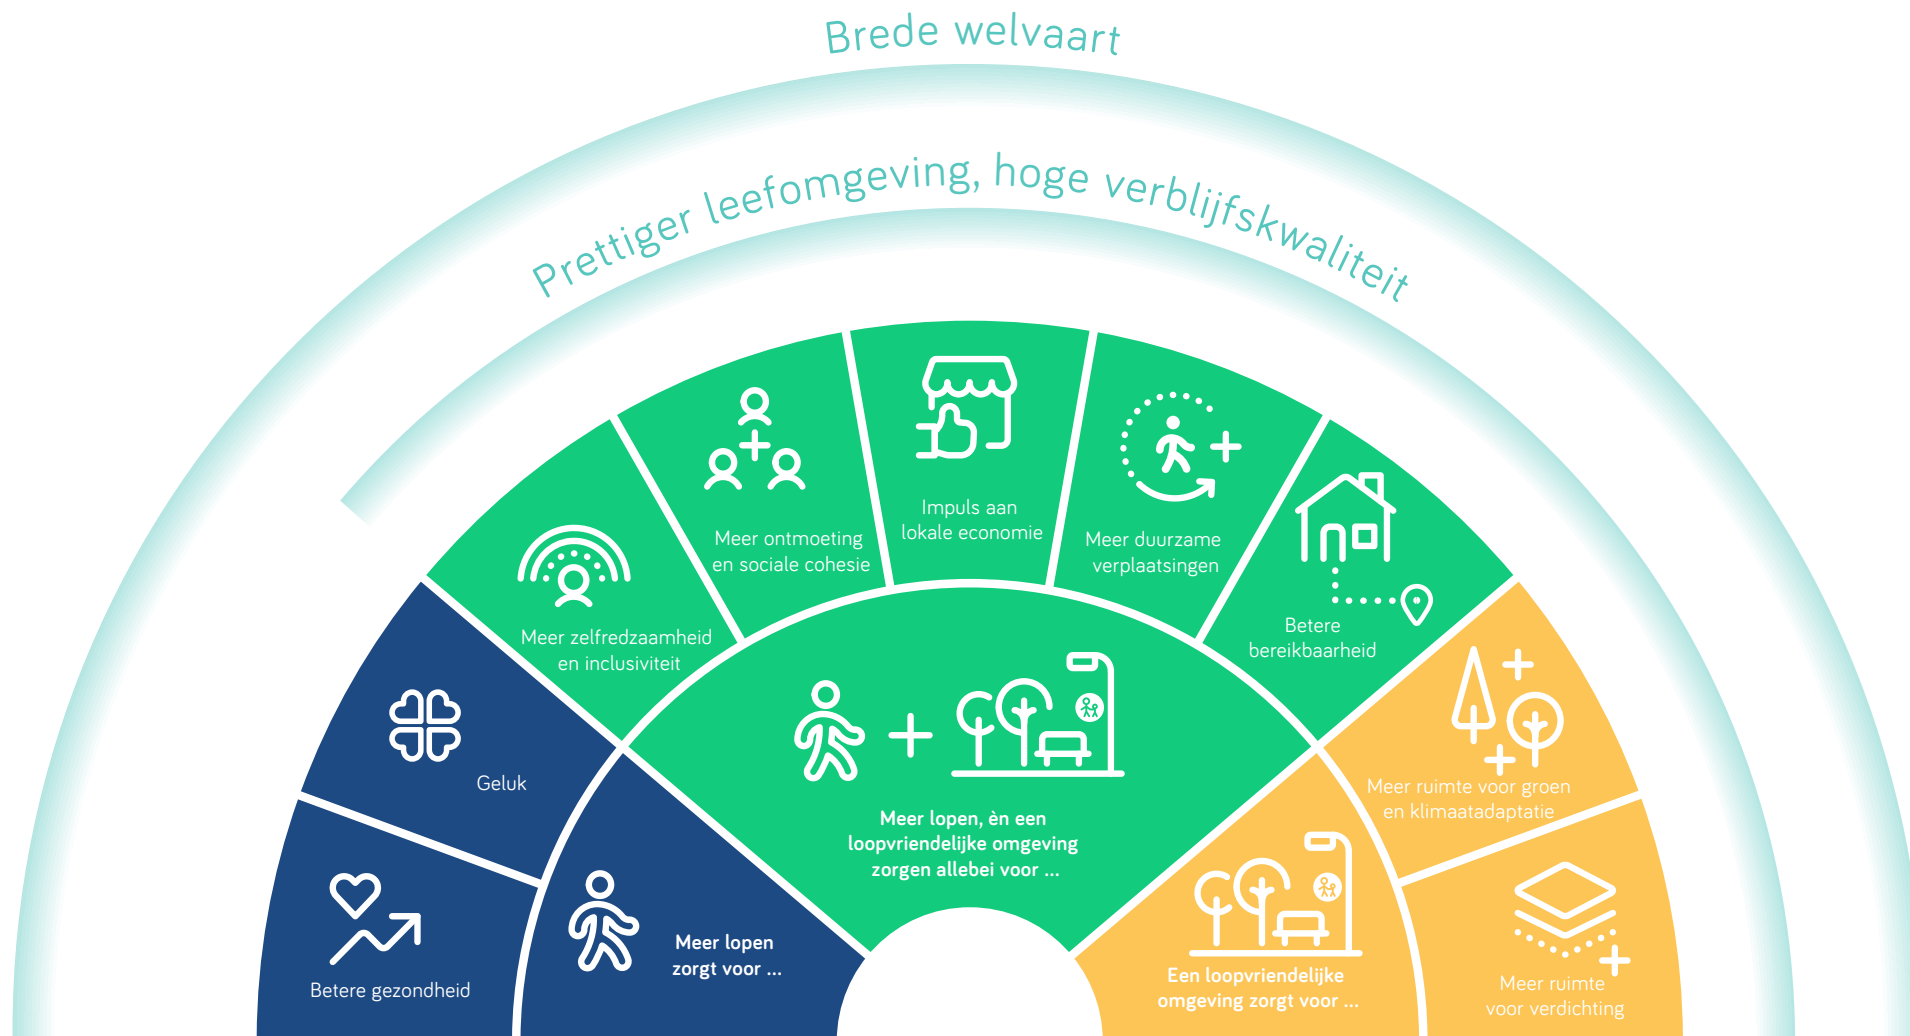 Brede welvaart
Prettiger leefomgeving, hoge verblijfskwaliteit
Impuls aan
lokale economie
Meer ontmoeting
en sociale cohesie
Meer duurzame
verplaatsingen
Meer zelfredzaamheid
en inclusiviteit
Betere
bereikbaarheid
Geluk
Meer ruimte voor groen
en klimaatadaptatie
Meer lopen, èn een
loopvriendelijke omgeving
zorgen allebei voor ...
Betere gezondheid
Meer lopen
zorgt voor ...
Een loopvriendelijke
omgeving zorgt voor ...
Meer ruimte
voor verdichting